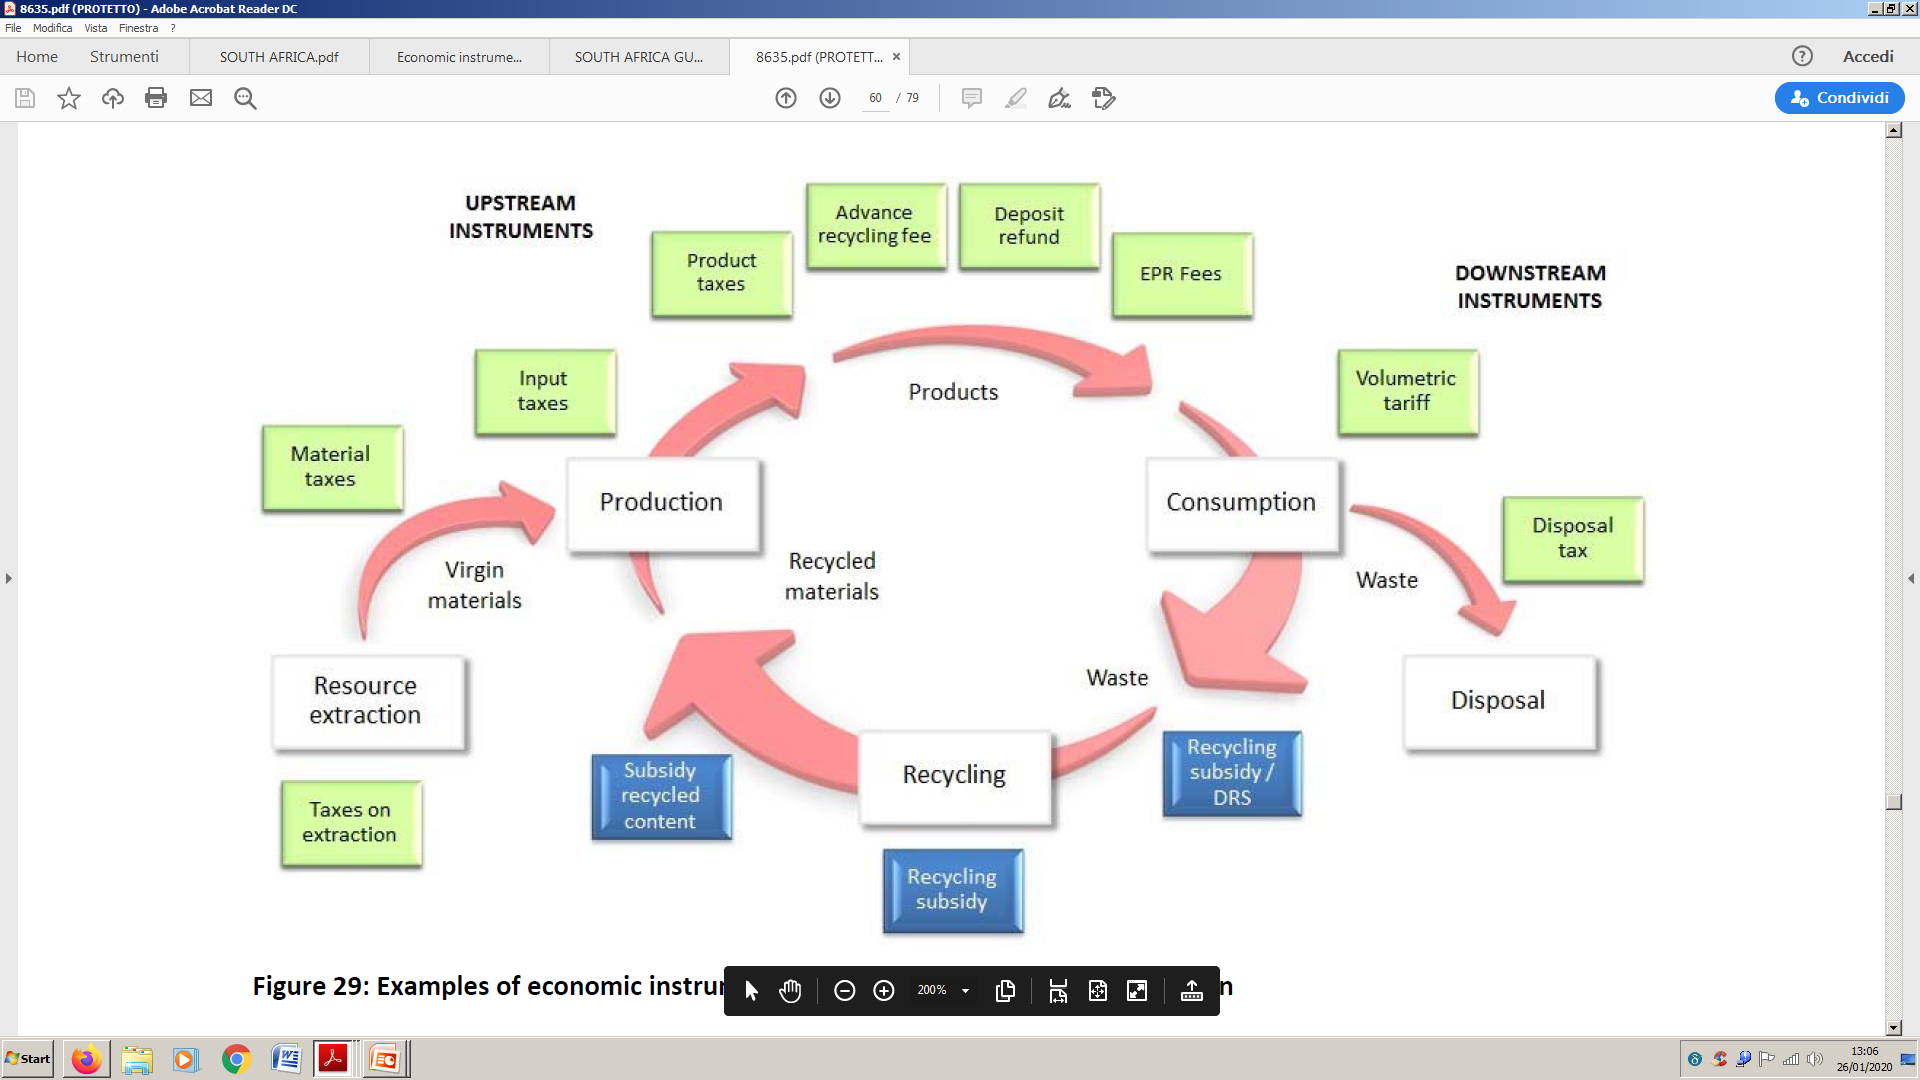 8635.pdf (PROTETTO) - Adobe Acrobat Reader DC
File Modifica Vista Finestra ?
Home Strumenti SOUTH AFRICA.pdf Economic instrume... SOUTH AFRICA GU... 8635.pdf (PROTETT... × ? Accedi
60 / 79 Condividi
UPSTREAM
INSTRUMENTS
Advance
recycling fee
Deposit
refund
Product
taxes
EPR Fees
DOWNSTREAM
INSTRUMENTS
Input
taxes
Products
Volumetric
tariff
Material
taxes
Production
Consumption
Disposal
tax
Virgin
materials
Recycled
materials
Waste
Resource
extraction
Waste
Disposal
Taxes on
extraction
Subsidy
recycled
content
Recycling
Recycling
subsidy /
DRS
Recycling
subsidy
Figure 29: Examples of economic instru
n
200%
Start
13:06
26/01/2020